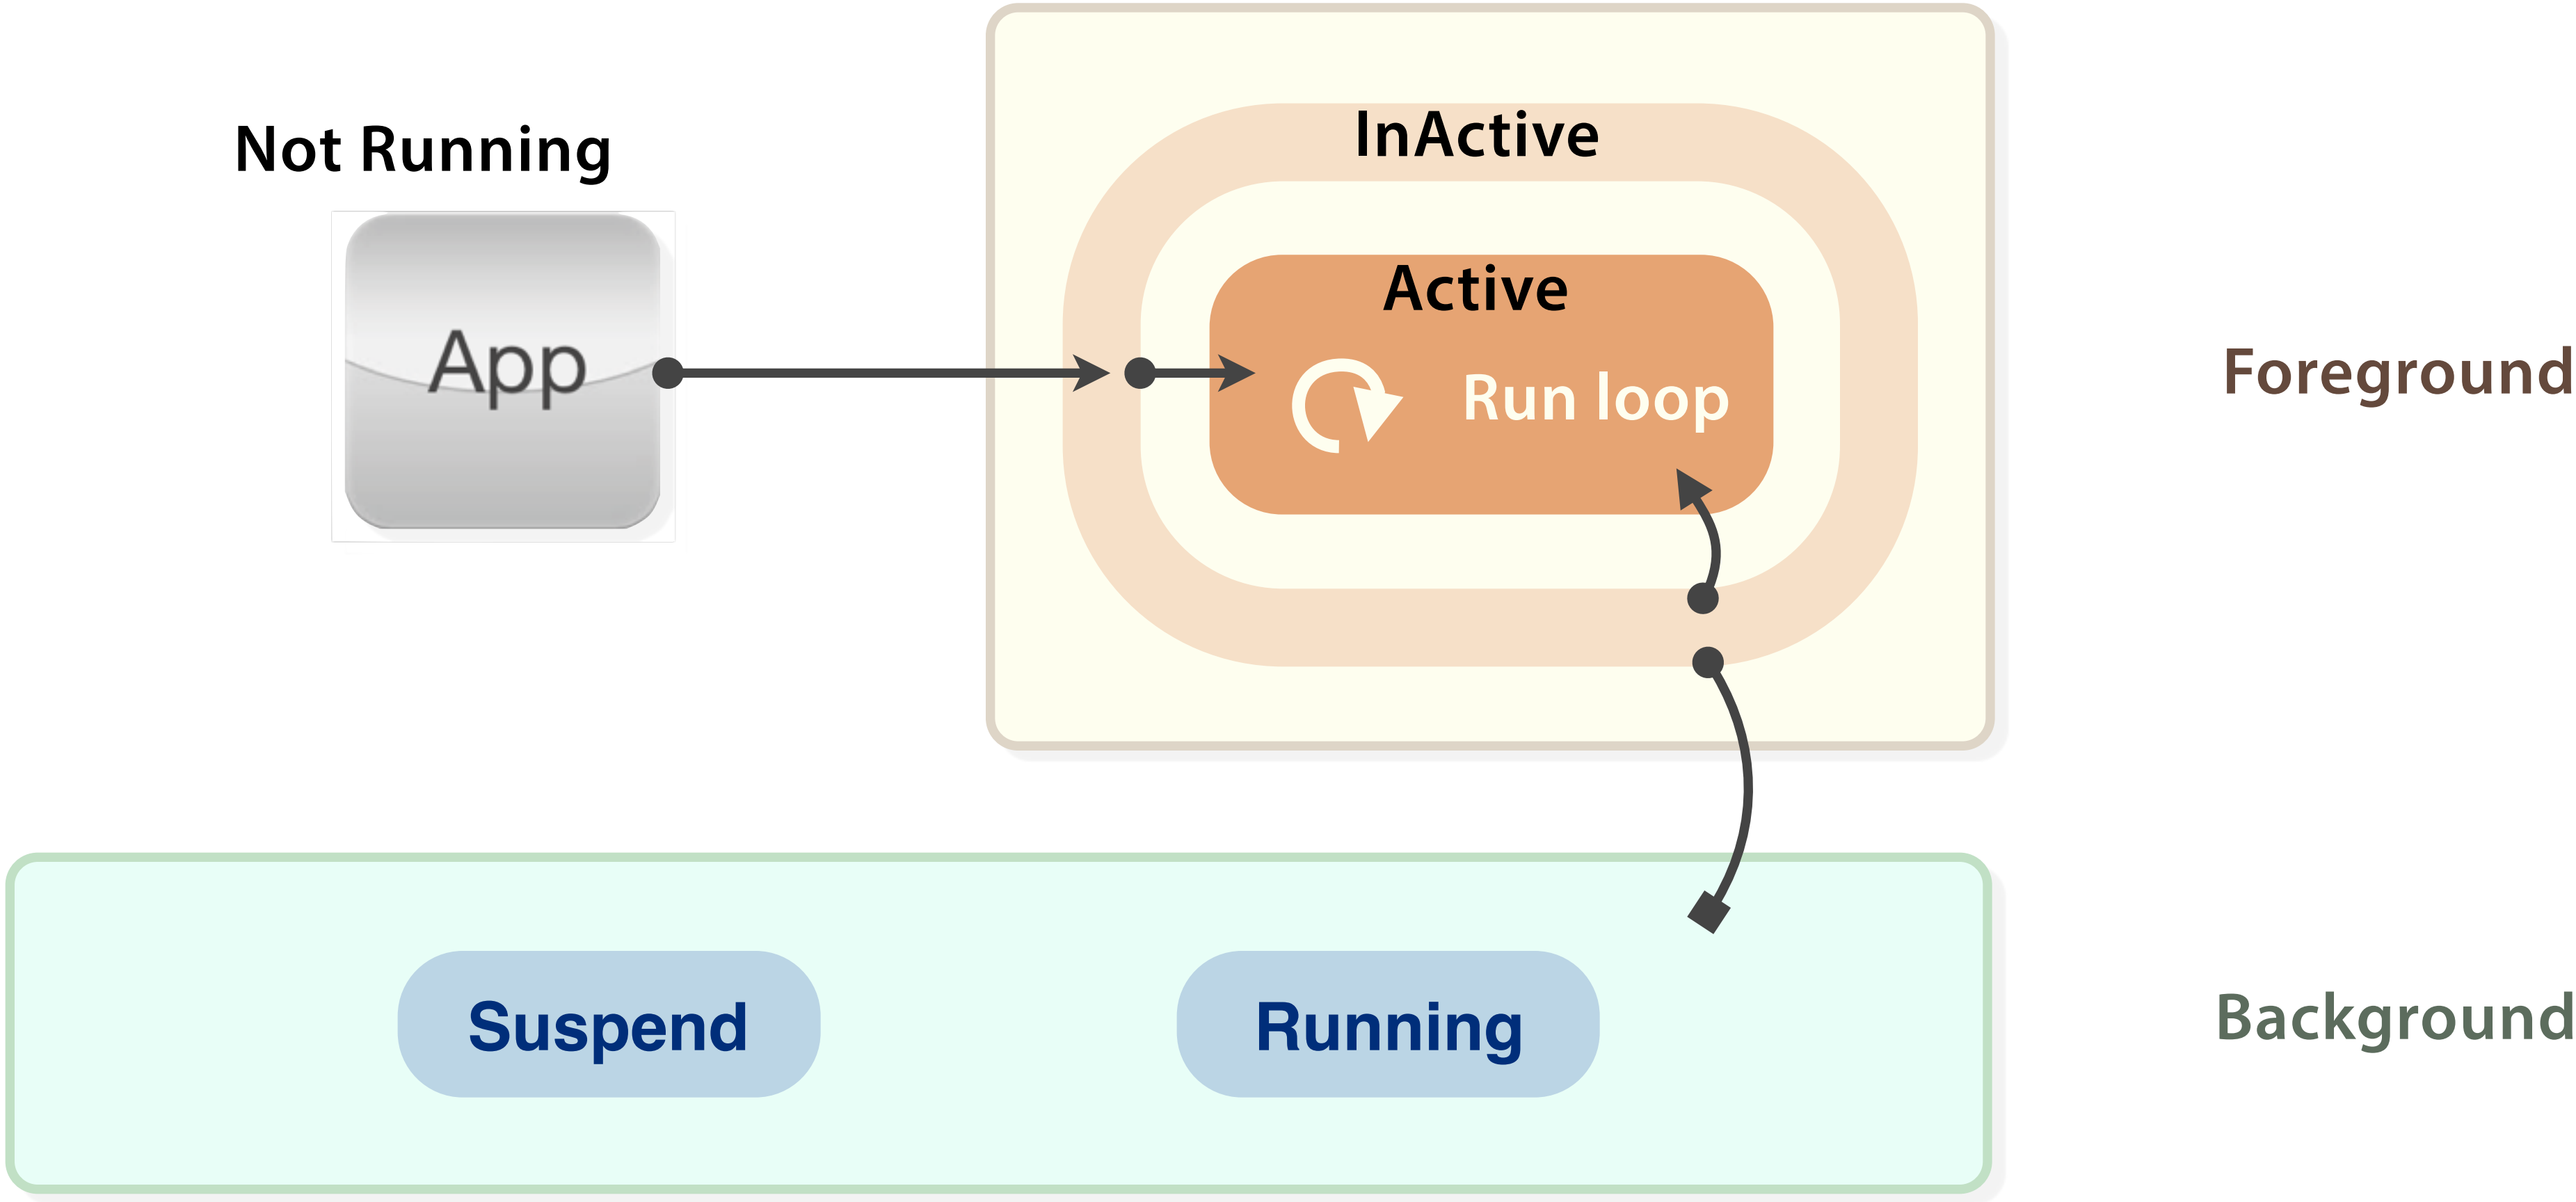 Not Running
App
InActive
Active
Run loop
Foreground
Suspend
Running
Background